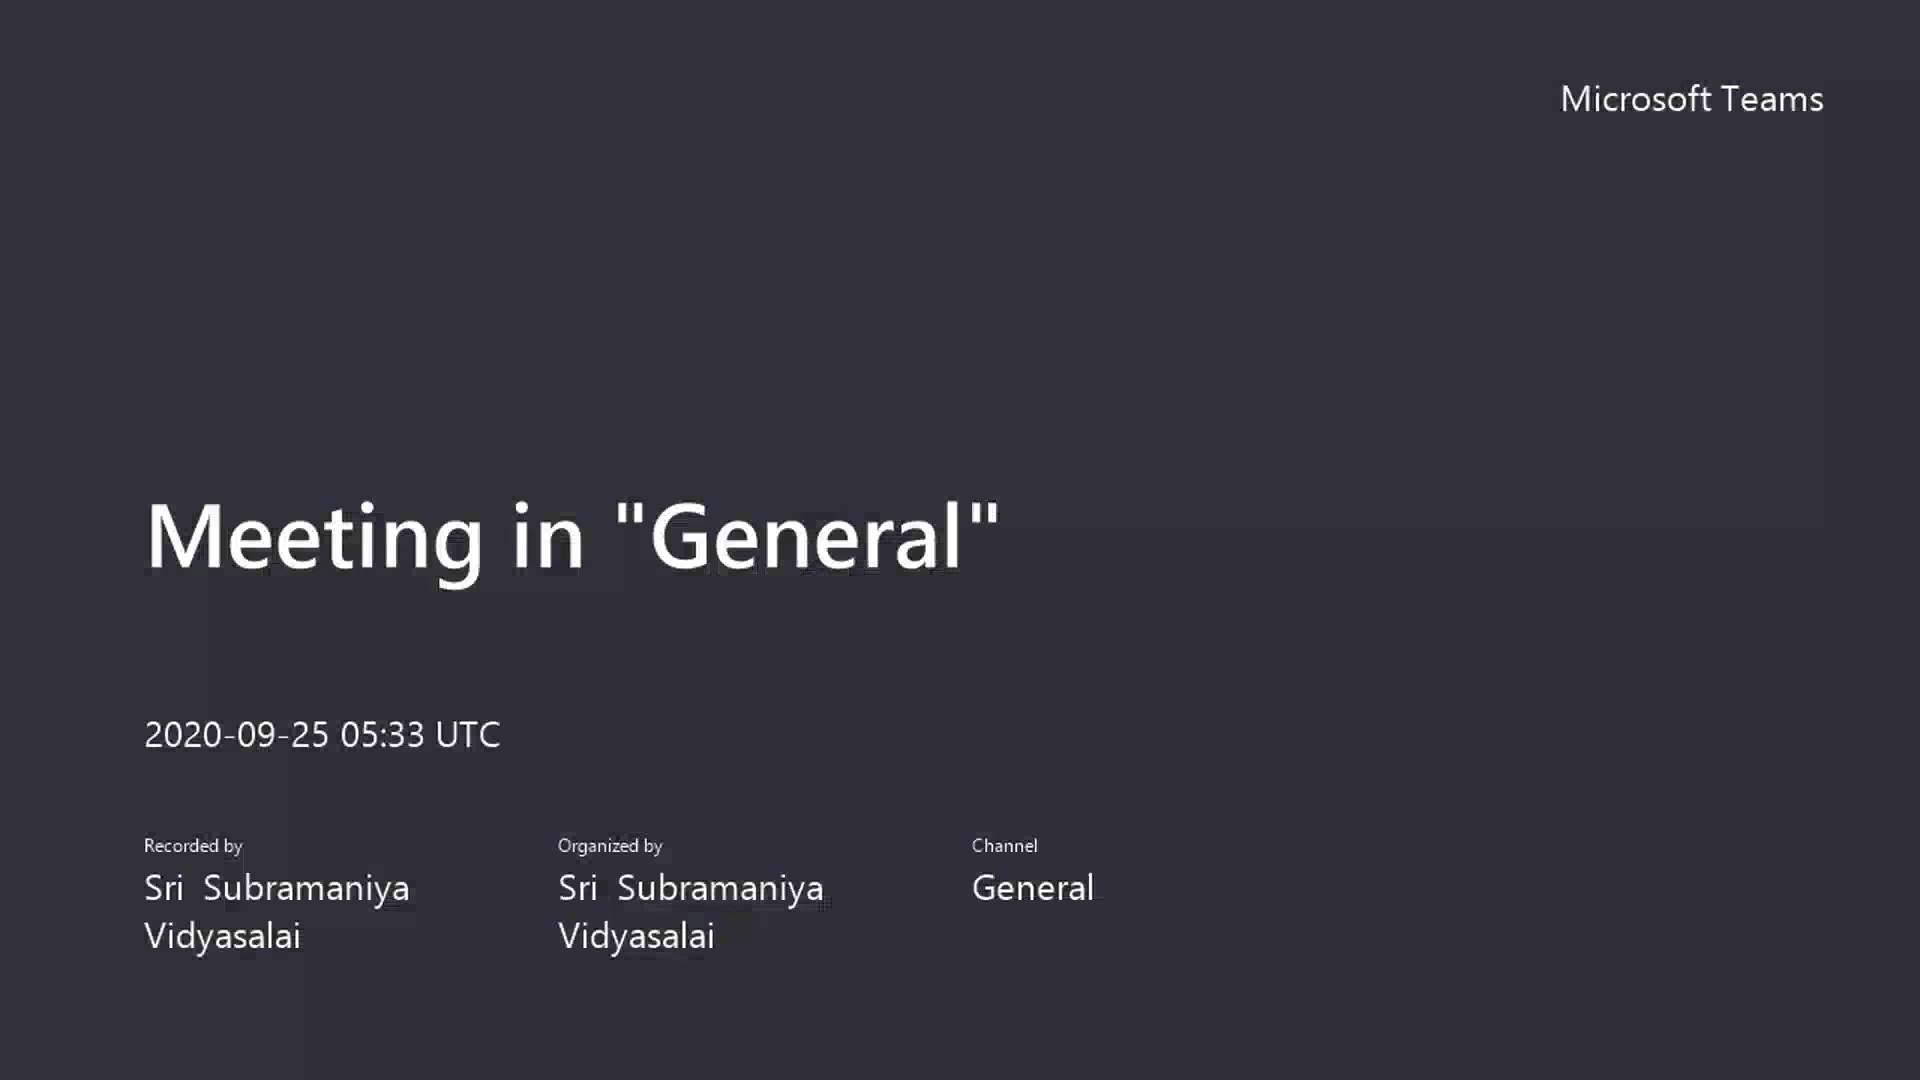 Microsoft Teams
Meeting in "General"
2020-09-25 05:33 UTC
Recorded by
Sri  Subramaniya
Vidyasalai
Organized by
Sri  Subramaniya
Vidyasalai
Channel
General